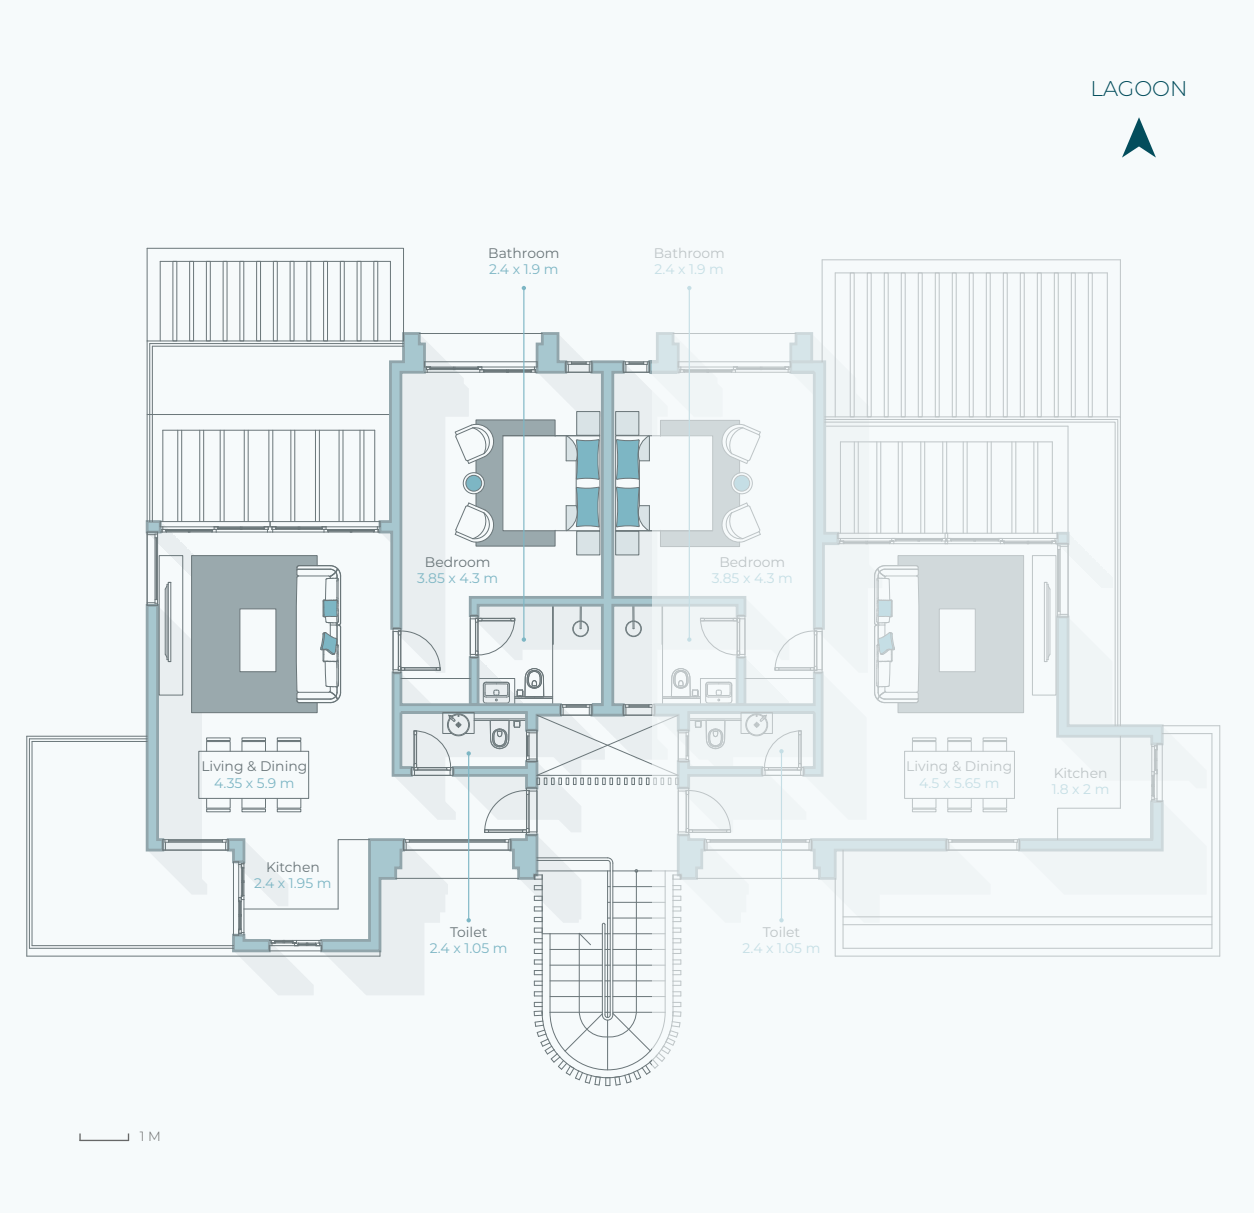 LAGOON
Bathroom
2.4 x 1.9 m
Bathroom
2.4 x 1.9 m
Bedroom
3.85 x 4.3 m
Bedroom
3.85 x 4.3 m
Living & Dining
4.35 x 5.9 m
Living & Dining
4.5 x 5.65 m
Kitchen
1.8 x 2 m
Kitchen
2.4 x 1.95 m
Toilet
2.4 x 1.05 m
Toilet
2.4 x 1.05 m
1 M